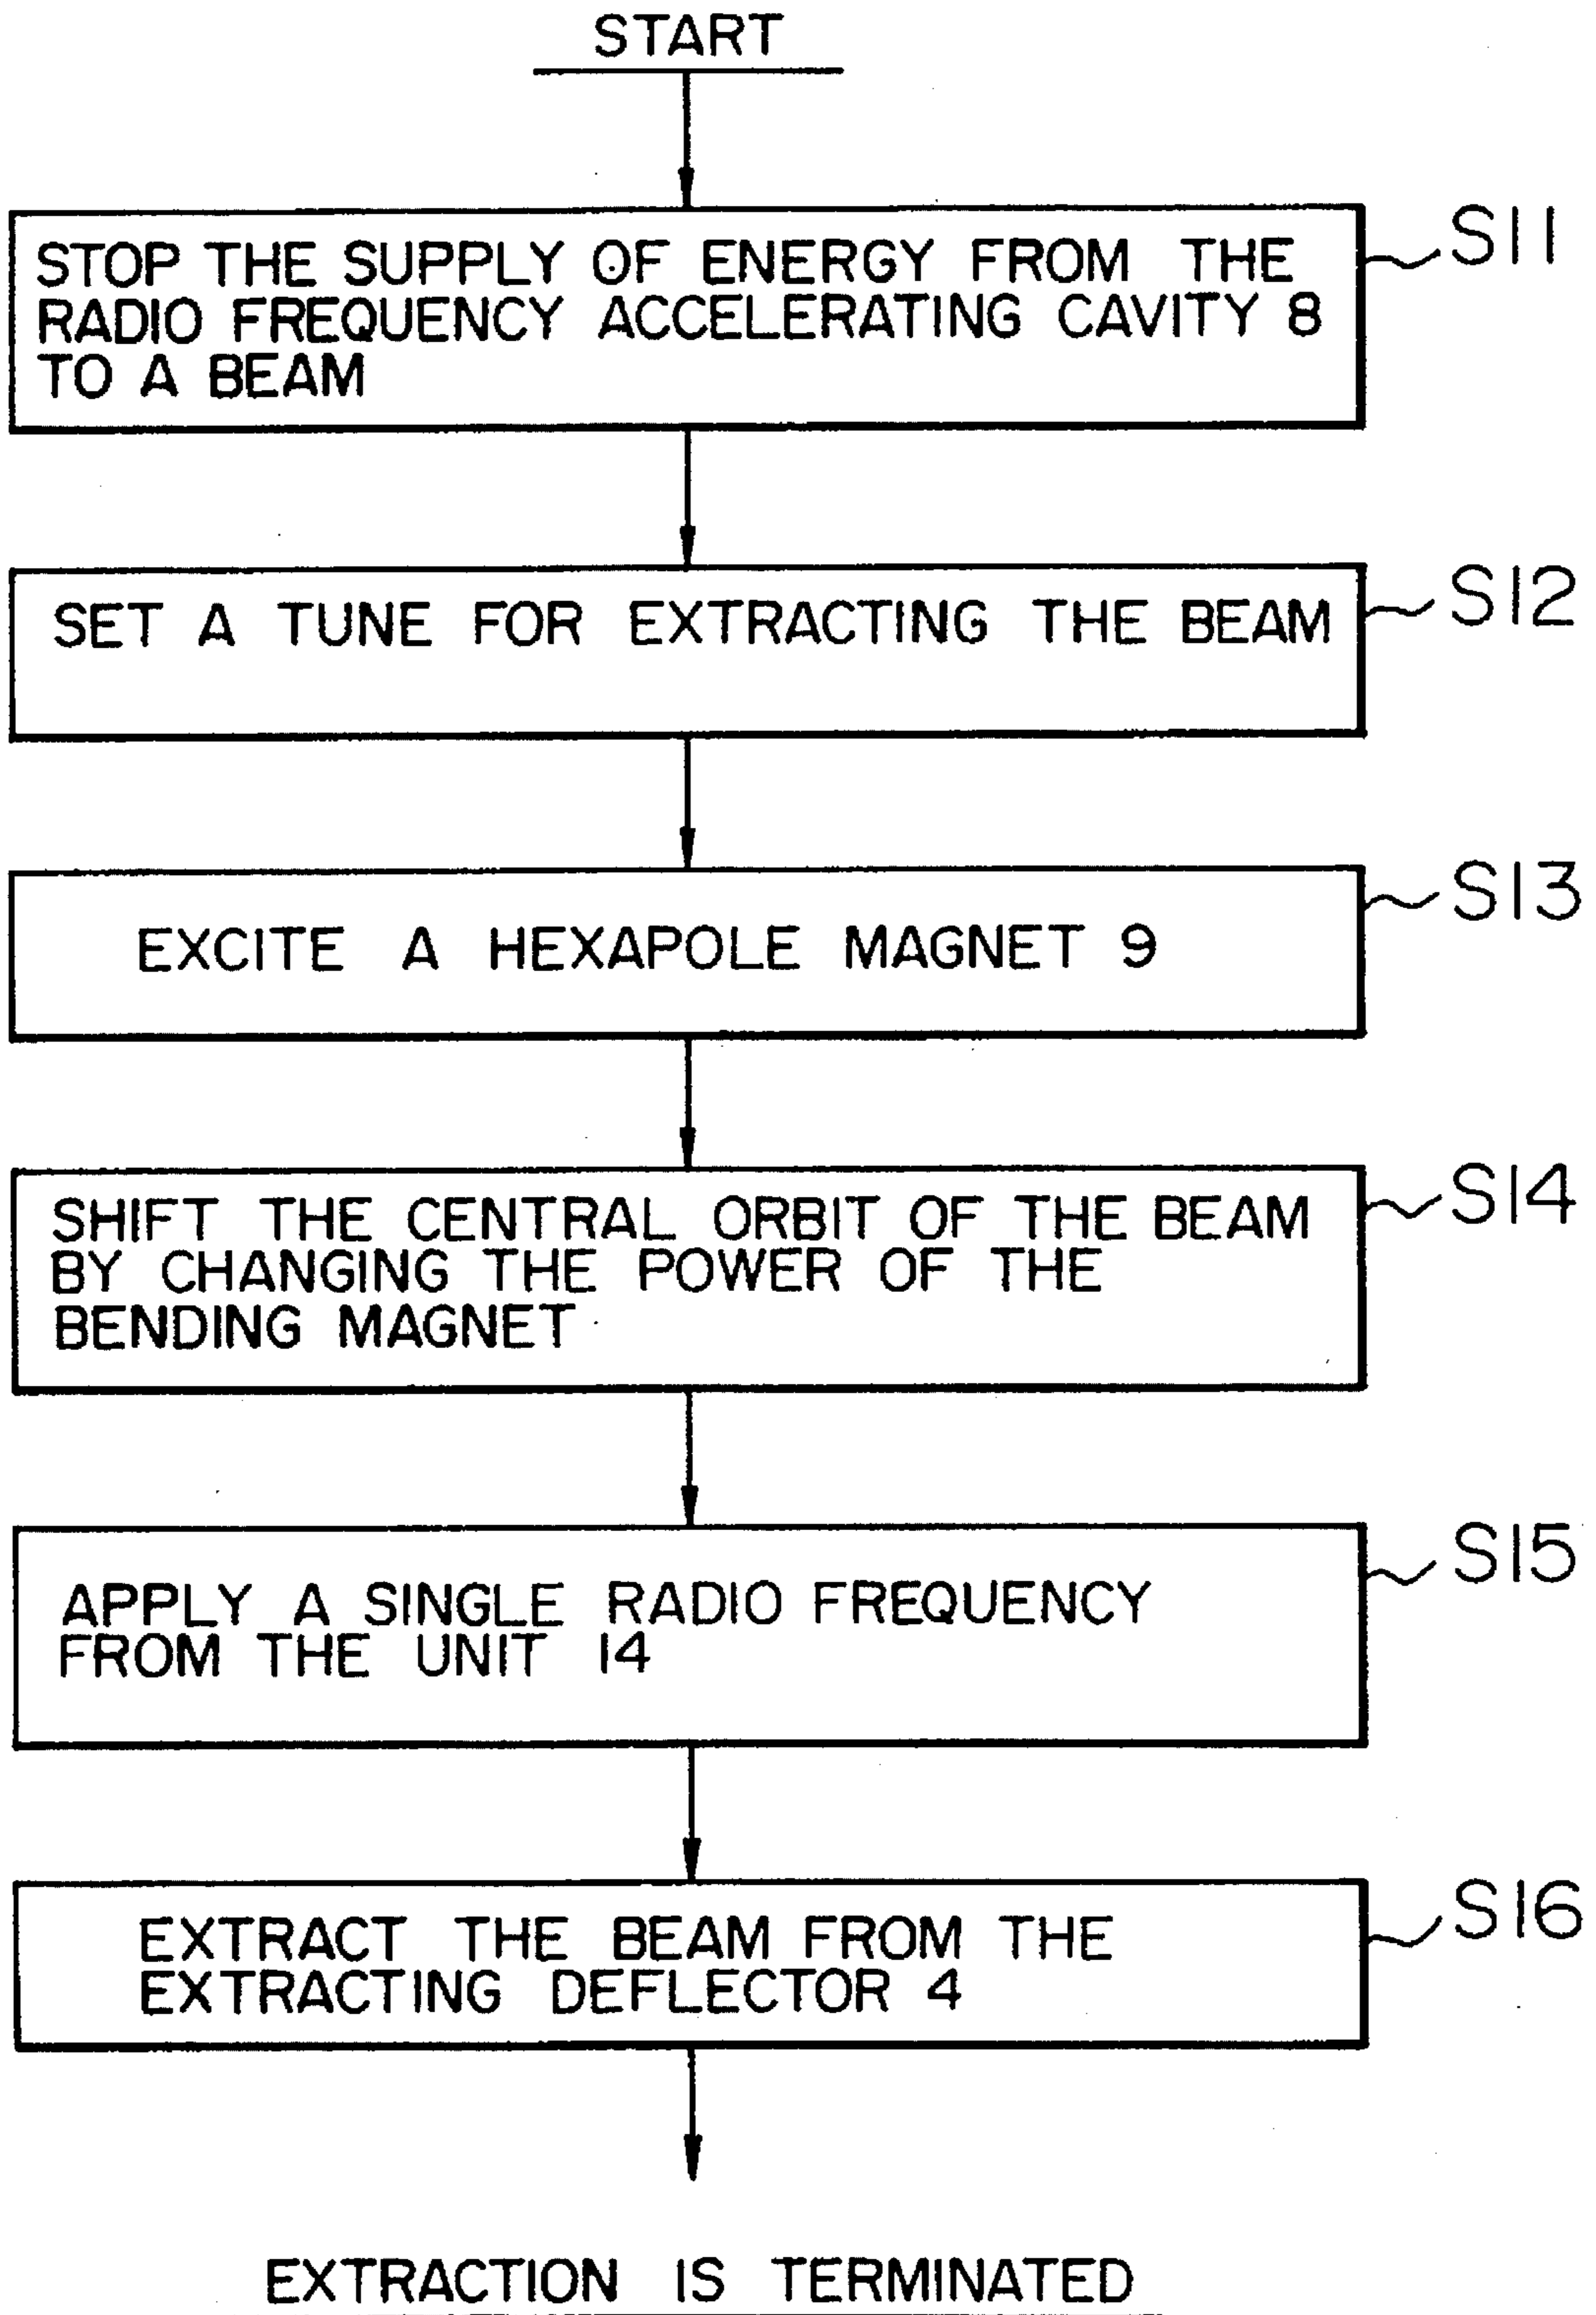 START
S11
STOP THE SUPPLY OF ENERGY FROM THE
RADIO FREQUENCY ACCELERATING CAVITY 8
TO A BEAM
S12
SET A TUNE FOR EXTRACTING THE BEAM
S13
EXCITE A HEXAPOLE MAGNET 9
S14
SHIFT THE CENTRAL ORBIT OF THE BEAM
BY CHANGING THE POWER OF THE
BENDING MAGNET
S15
APPLY A SINGLE RADIO FREQUENCY
FROM THE UNIT 14
S16
EXTRACT THE BEAM FROM THE
EXTRACTING DEFLECTOR 4
EXTRACTION IS TERMINATED